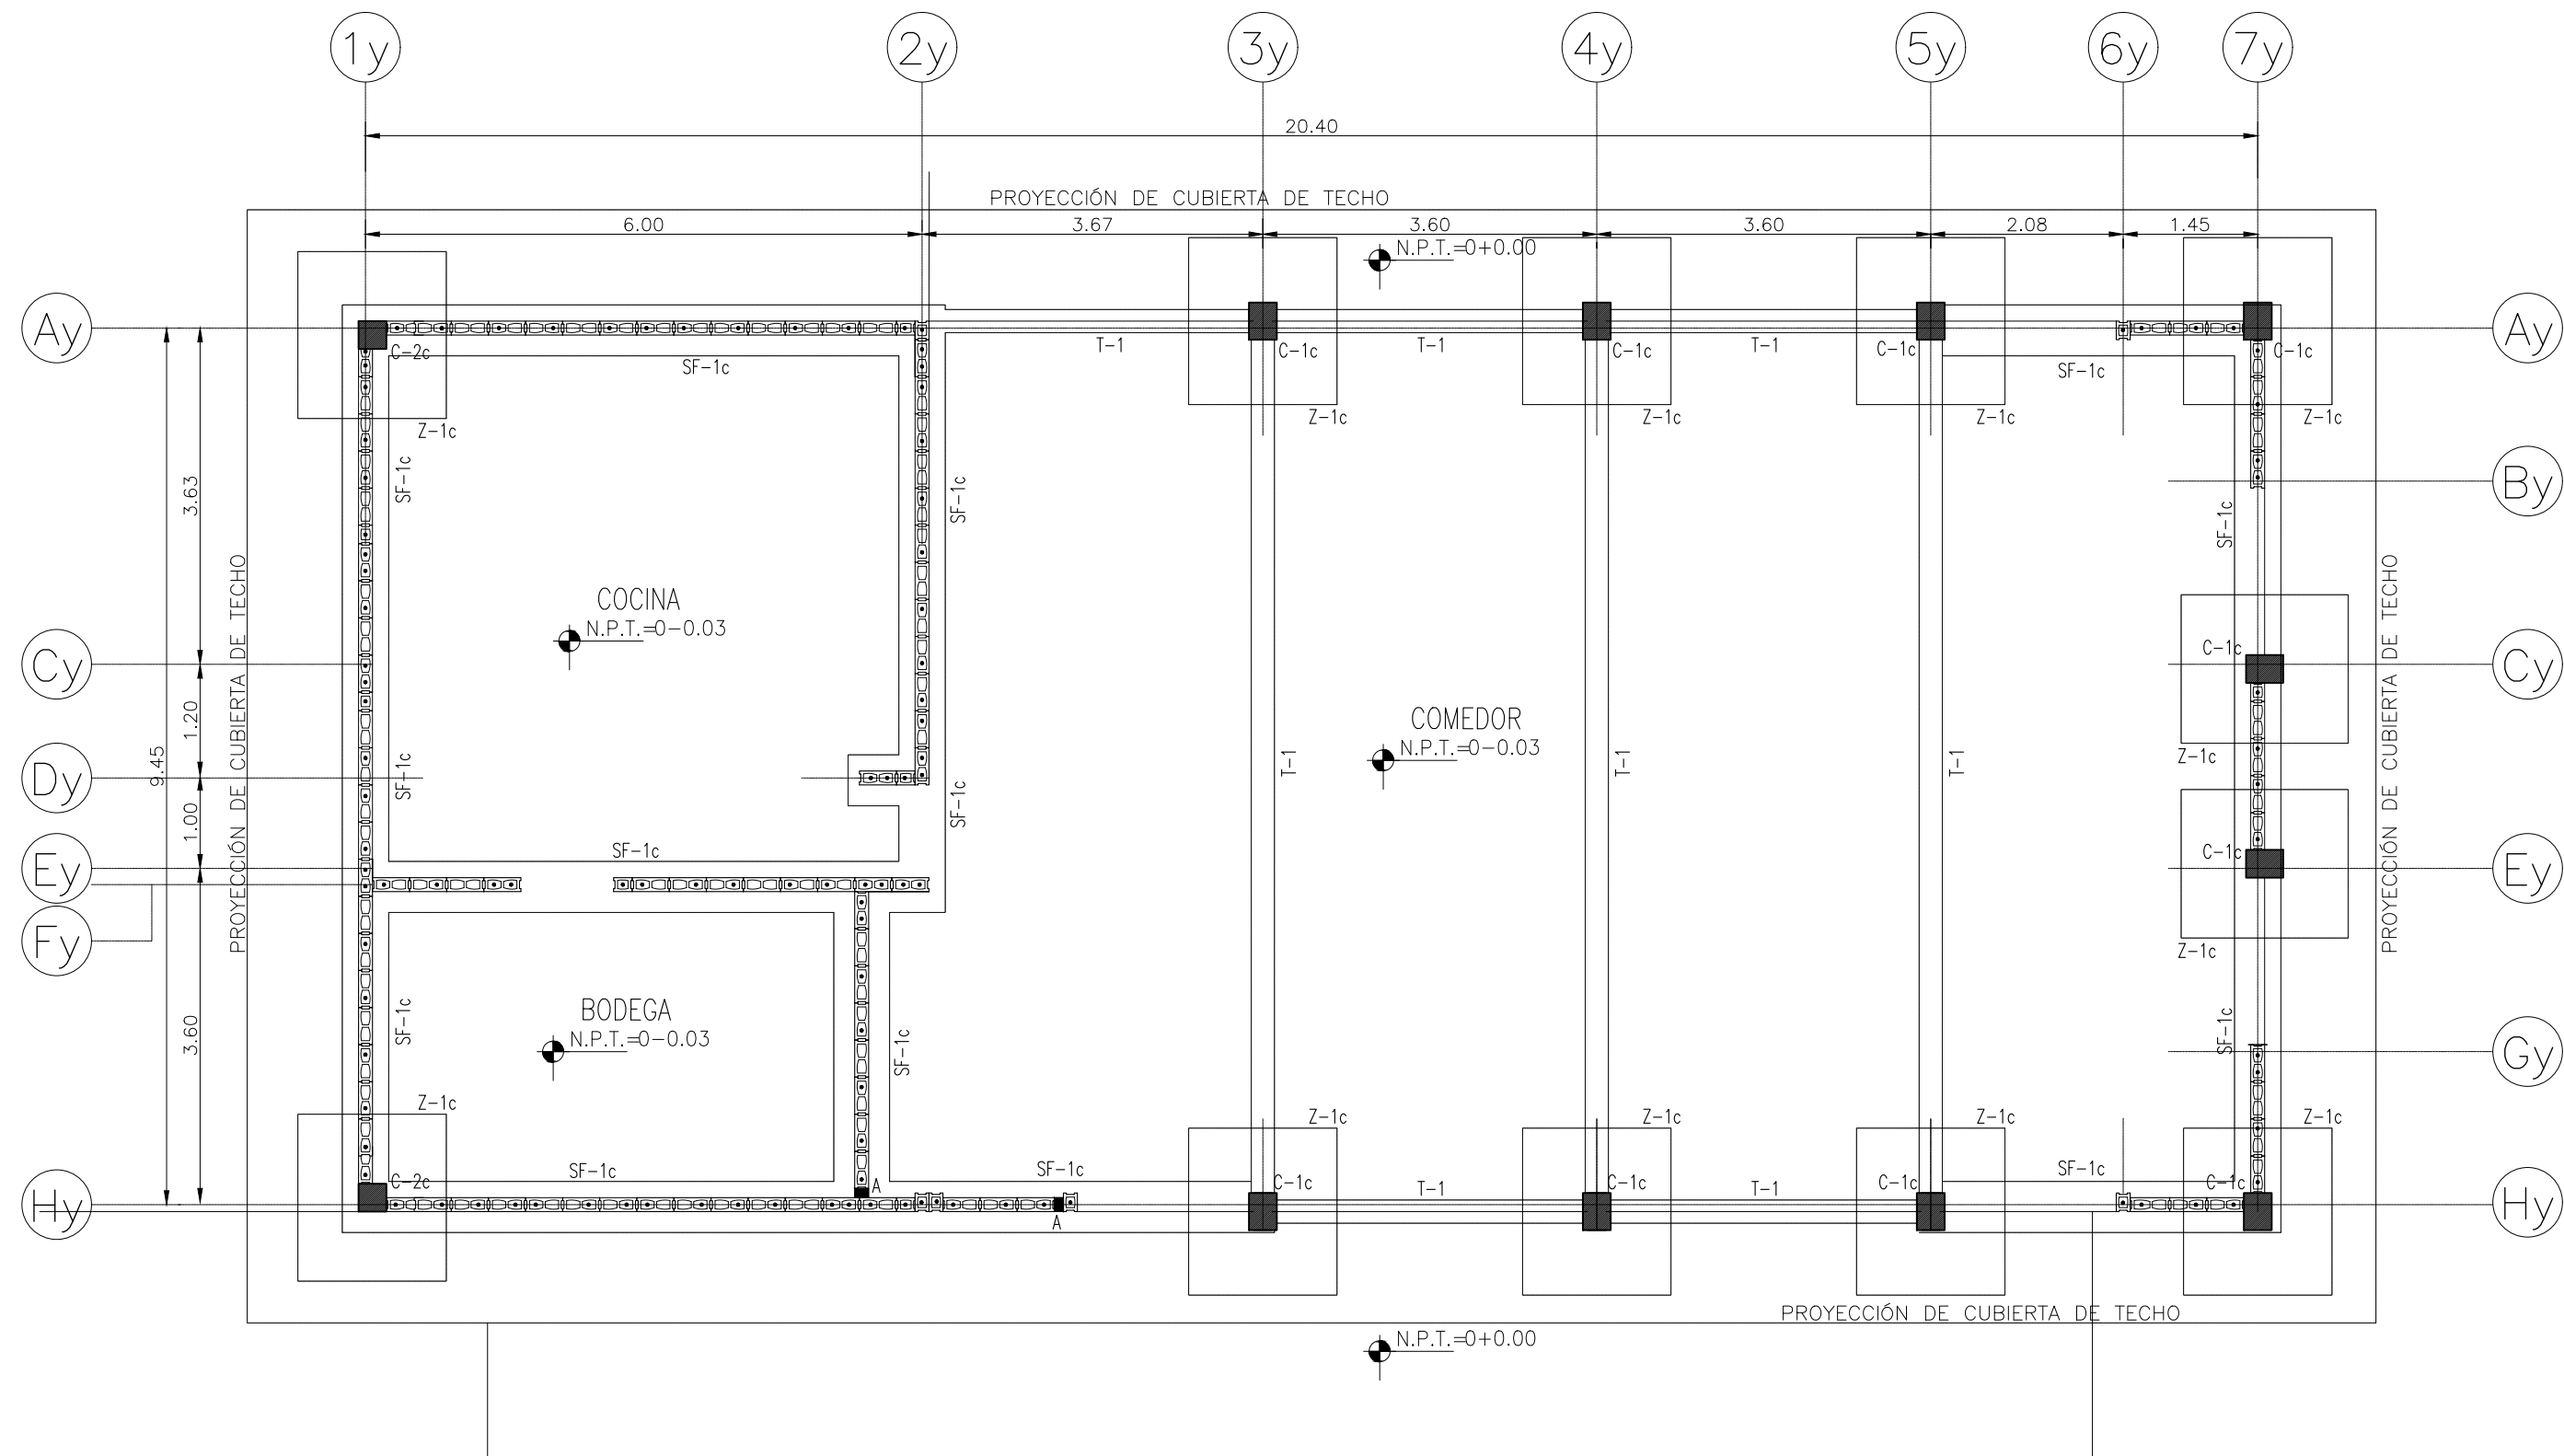 1y 2y 3y 4y 5y 6y 7y
20.40
PROYECCIÓN DE CUBIERTA DE TECHO
6.00 3.67 3.60 3.60 2.08 1.45
N.P.T.=0+0.00
Ay Ay
C-2c SF-1c T-1 C-1c T-1 C-1c T-1 C-1c SF-1c C-1c
Z-1c Z-1c Z-1c Z-1c Z-1c
3.63
SF-1c SF-1c SF-1c
By
PROYECCIÓN DE CUBIERTA DE TECHO
PROYECCIÓN DE CUBIERTA DE TECHO
COCINA
N.P.T.=0-0.03
Cy C-1c Cy
1.20
COMEDOR
N.P.T.=0-0.03
Z-1c
9.45
Dy
SF-1c SF-1c T-1 T-1 T-1
1.00
SF-1c
C-1c
Ey Ey
Fy
Z-1c
BODEGA
N.P.T.=0-0.03
3.60
SF-1c SF-1c SF-1c
Gy
Z-1c Z-1c Z-1c Z-1c Z-1c
SF-1c SF-1c SF-1c
C-2c A C-1c T-1 C-1c T-1 C-1c C-1c
Hy Hy
A
PROYECCIÓN DE CUBIERTA DE TECHO
N.P.T.=0+0.00